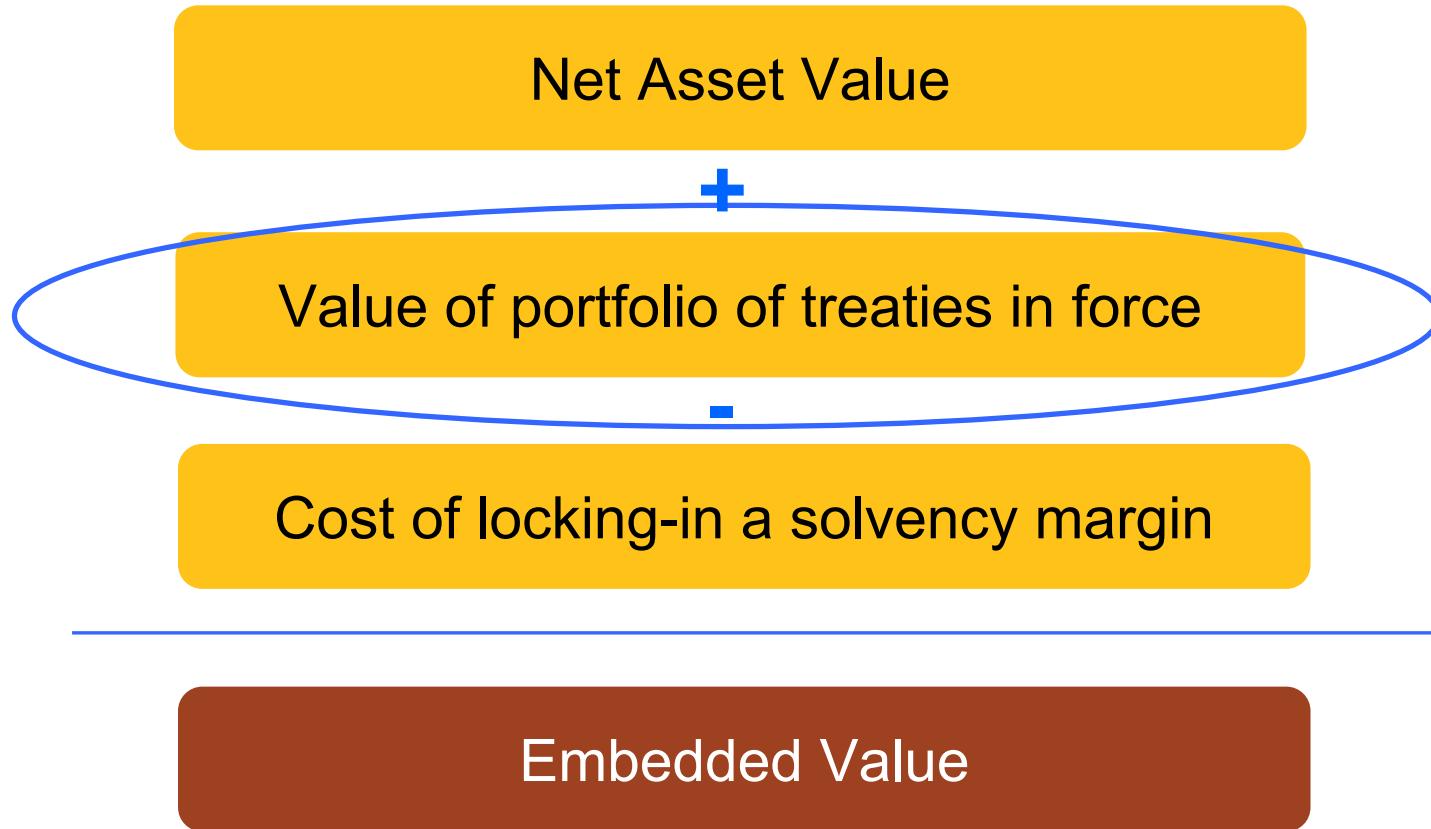 Net Asset Value
+
Value of portfolio of treaties in force
-
Cost of locking-in a solvency margin
Embedded Value